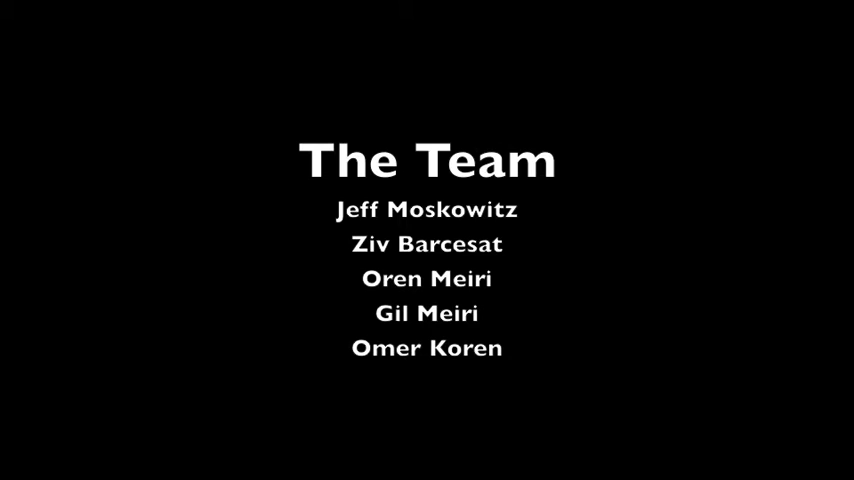 The Team
Jeff Moskowitz
Ziv Barcesat
Oren Meiri
Gil Meiri
Omer Koren